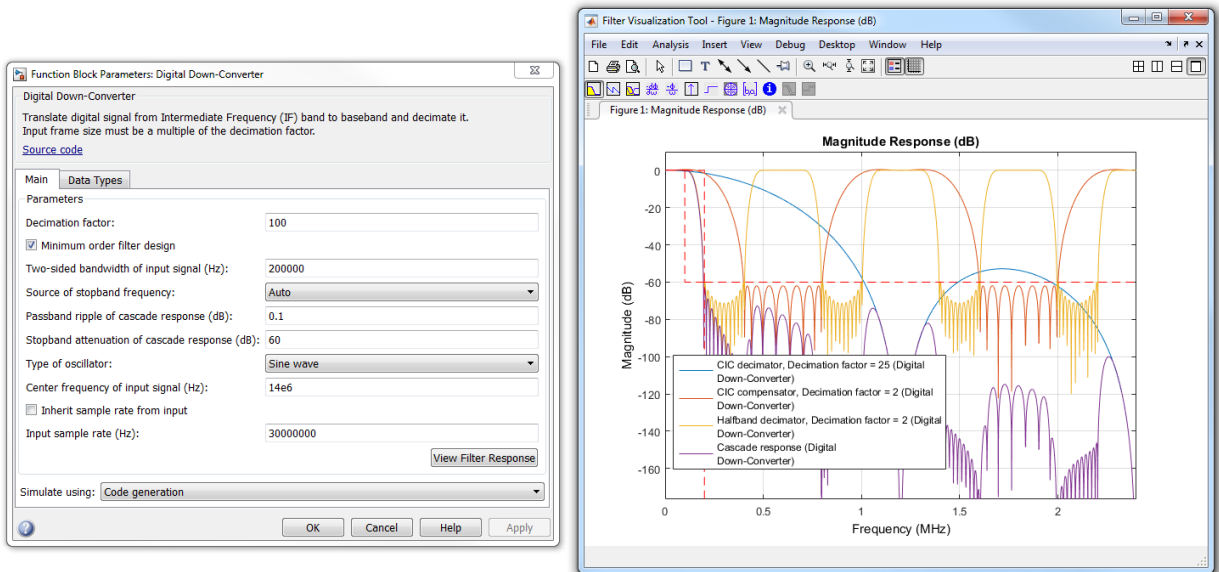 Function Block Parameters: Digital Down-Converter
Digital Down-Converter
Translate digital signal from Intermediate Frequency (IF) band to baseband and decimate it.
Input frame size must be a multiple of the decimation factor.
Source code
Main Data Types
Parameters
Decimation factor: 100
Minimum order filter design
Two-sided bandwidth of input signal (Hz): 200000
Source of stopband frequency: Auto
Passband ripple of cascade response (dB): 0.1
Stopband attenuation of cascade response (dB): 60
Type of oscillator: Sine wave
Center frequency of input signal (Hz): 14e6
Inherit sample rate from input
Input sample rate (Hz): 30000000
View Filter Response
Simulate using: Code generation
OK Cancel Help Apply
Filter Visualization Tool - Figure 1: Magnitude Response (dB)
File Edit Analysis Insert View Debug Desktop Window Help
Figure 1: Magnitude Response (dB)
Magnitude Response (dB)
0
-20
-40
-60
-80
-100
-120
-140
-160
Magnitude (dB)
CIC decimator, Decimation factor = 25 (Digital
Down-Converter)
CIC compensator, Decimation factor = 2 (Digital
Down-Converter)
Halfband decimator, Decimation factor = 2 (Digital
Down-Converter)
Cascade response (Digital
Down-Converter)
0 0.5 1 1.5 2
Frequency (MHz)